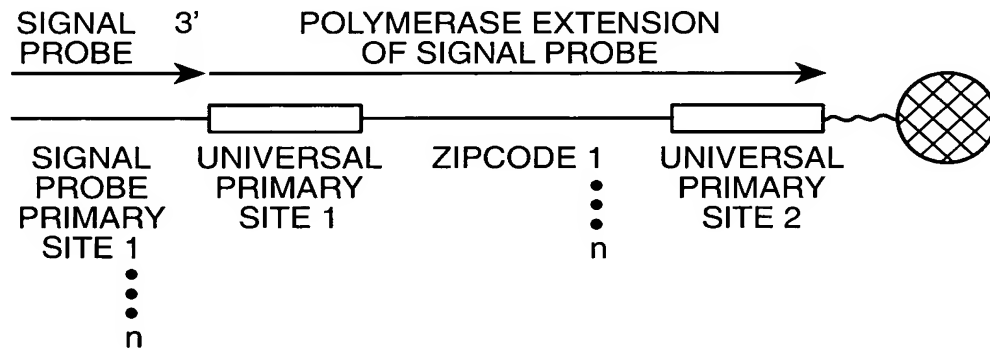 SIGNAL 3'
PROBE
POLYMERASE EXTENSION
OF SIGNAL PROBE
SIGNAL
PROBE
PRIMARY
SITE 1
n
UNIVERSAL
PRIMARY
SITE 1
ZIPCODE 1
n
UNIVERSAL
PRIMARY
SITE 2